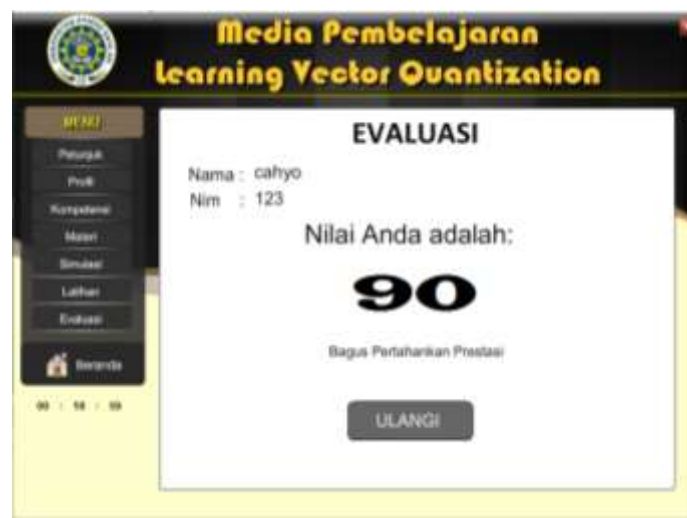 Media Pembelajaran
Learning Vector Quantization
MENU
Petunjuk
Profil
Kompetensi
Materi
Simulasi
Latihan
Evaluasi
Beranda
EVALUASI
Nama : cahyo
Nim : 123
Nilai Anda adalah:
90
Bagus Pertahankan Prestasi
ULANGI